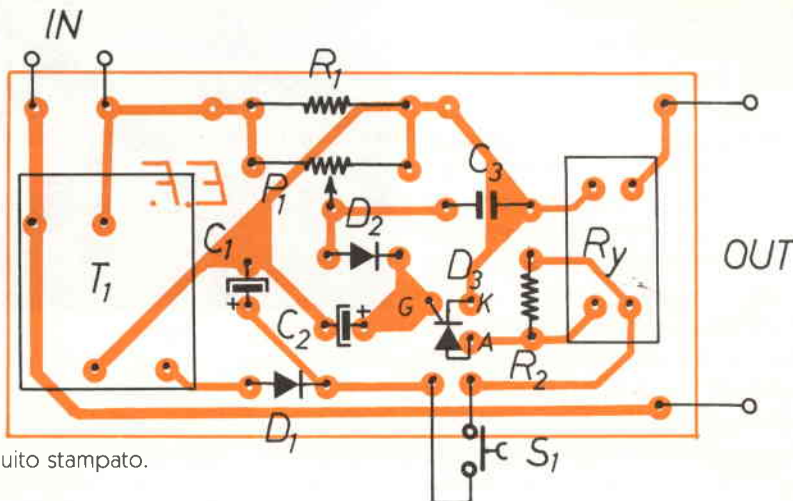 IN
R1
E.F.
P1
C3
C1
D2
T1
D3
Ry
OUT
+
+
G
K
C2
A
R2
D1
S1
uito stampato.